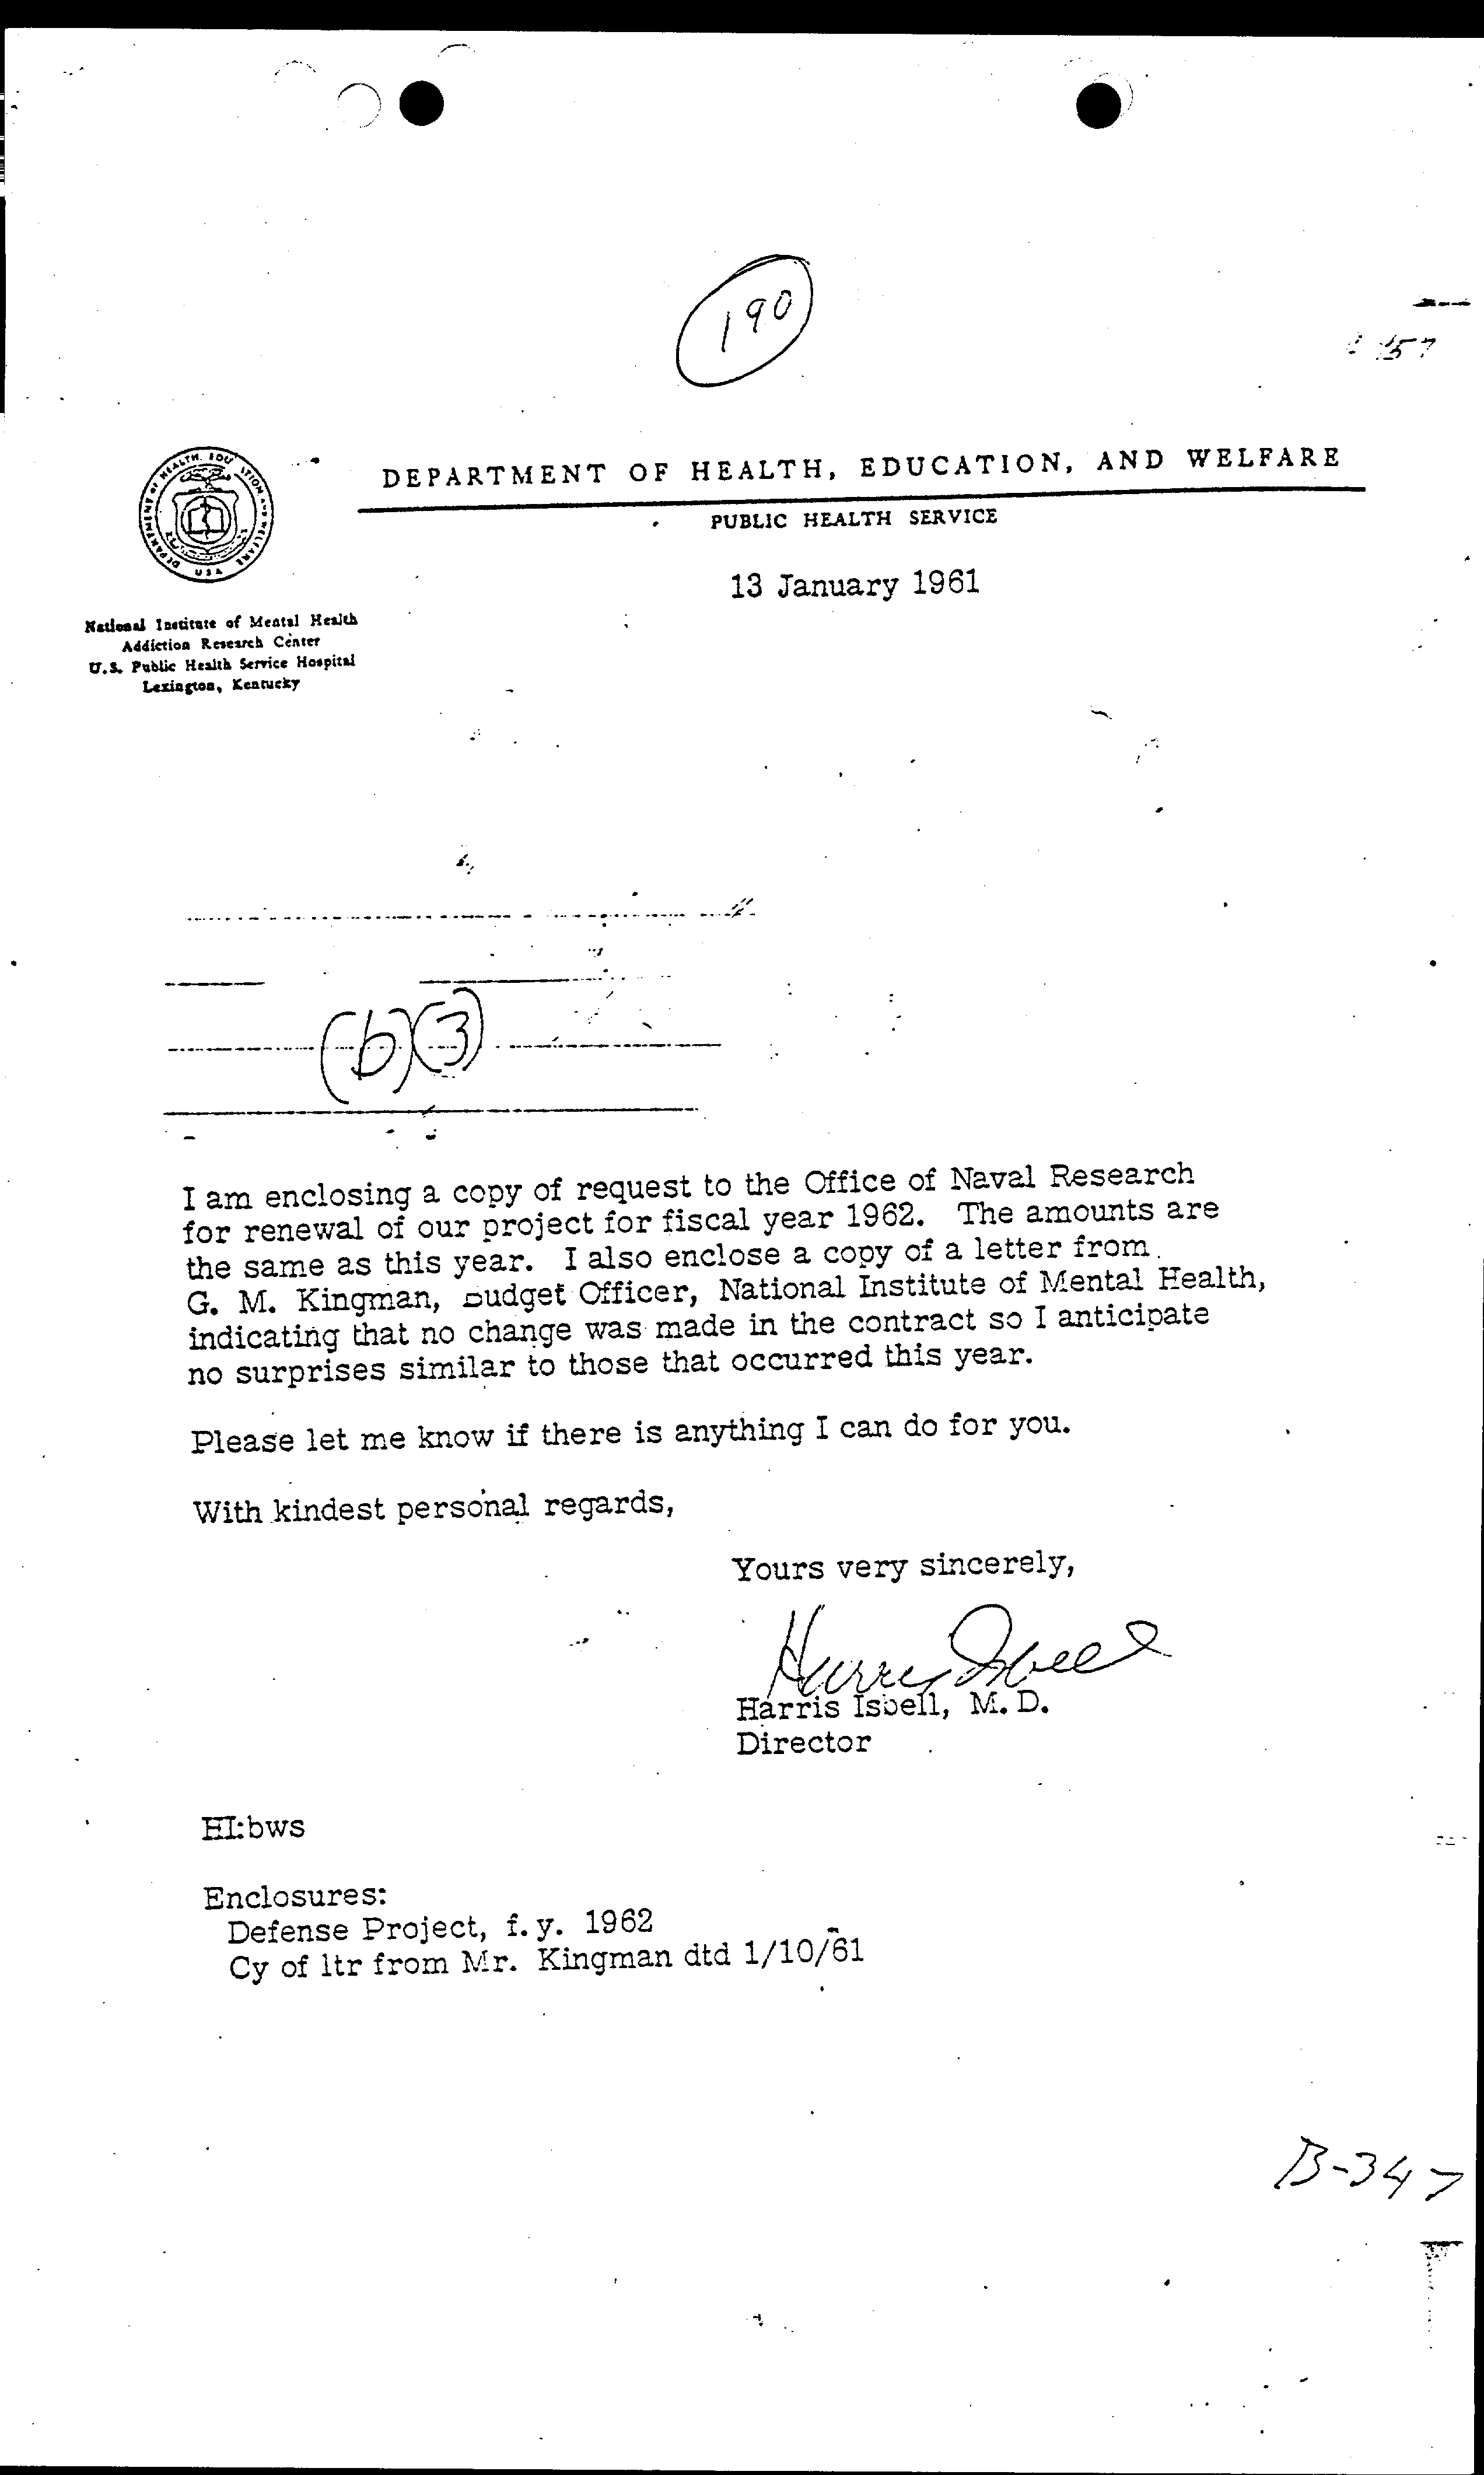 190
DEPARTMENT OF HEALTH, EDUCATION, AND WELFARE
PUBLIC HEALTH SERVICE
13 January 1961
National Institute of Mental Health
Addiction Research Center
U.S. Public Health Service Hospital
Lexington, Kentucky
(b)(3)
I am enclosing a copy of request to the Office of Naval Research
for renewal of our project for fiscal year 1962. The amounts are
the same as this year. I also enclose a copy of a letter from
G. M. Kingman, Budget Officer, National Institute of Mental Health,
indicating that no change was made in the contract so I anticipate
no surprises similar to those that occurred this year.
Please let me know if there is anything I can do for you.
With kindest personal regards,
Yours very sincerely,
Harris Isbell
Harris Isbell, M. D.
Director
HI:bws
Enclosures:
Defense Project, f. y. 1962
Cy of ltr from Mr. Kingman dtd 1/10/61
B-347